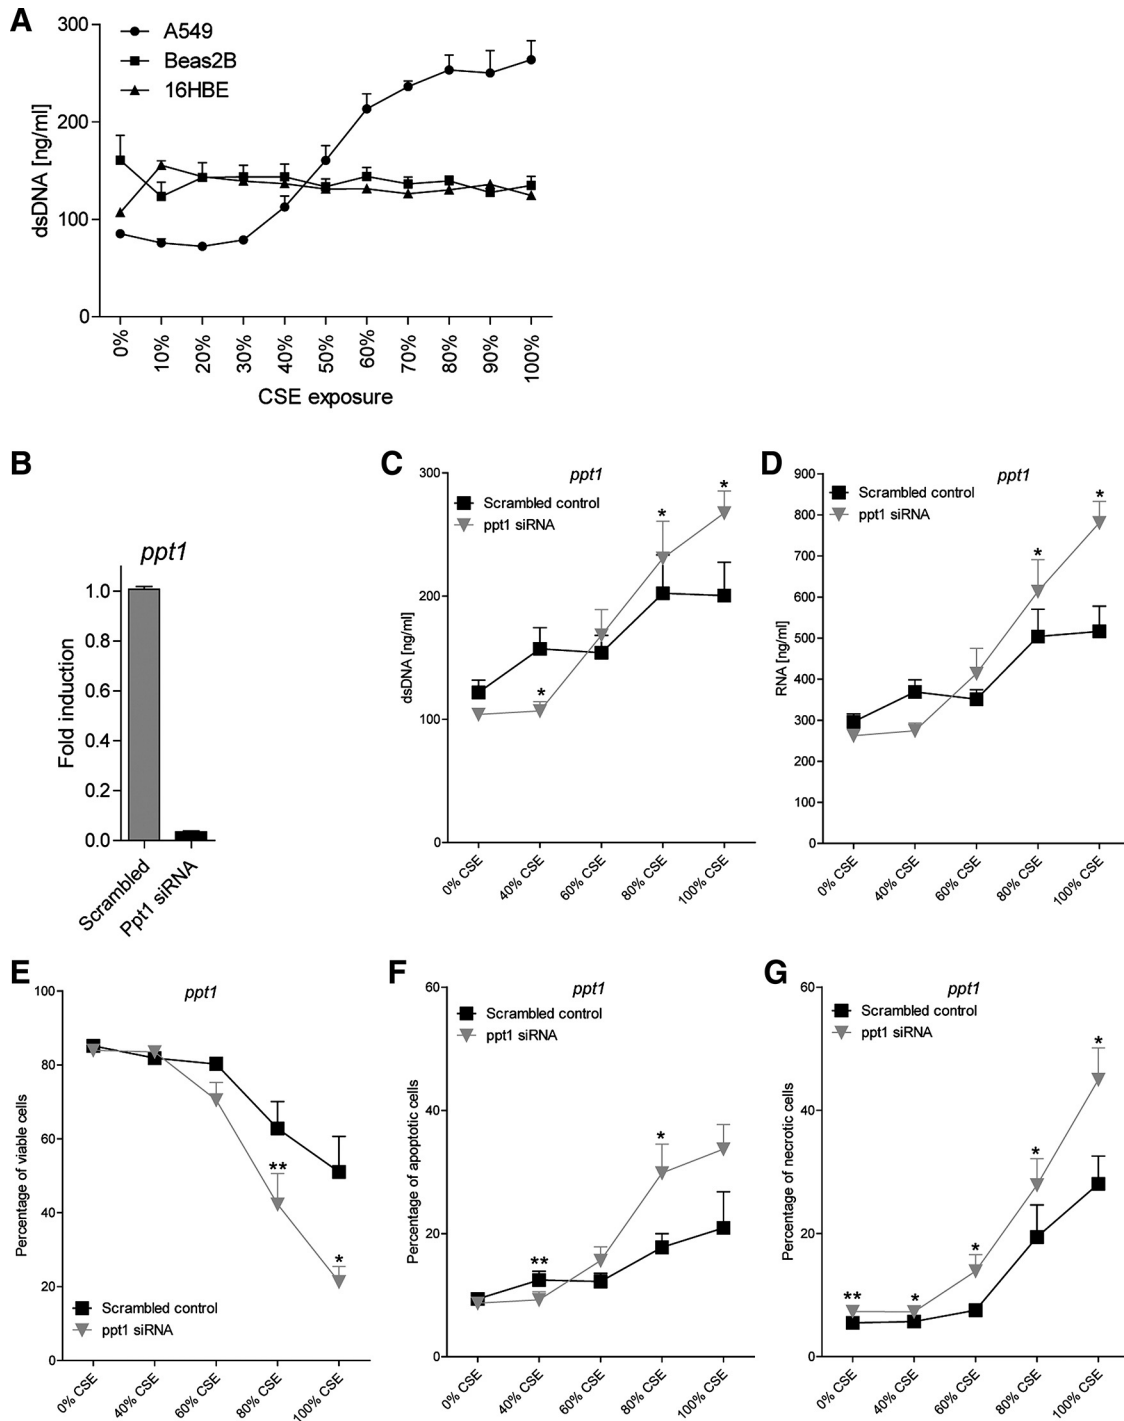 A
300
200
100
0
dsDNA [ng/ml]
A549
Beas2B
16HBE
0%
10%
20%
30%
40%
50%
60%
70%
80%
90%
100%
CSE exposure
B
ppt1
Fold induction
1.0
0.8
0.6
0.4
0.2
0.0
Scrambled
Ppt1 siRNA
C
ppt1
Scrambled control
ppt1 siRNA
dsDNA [ng/ml]
300
200
100
0
*
*
*
0% CSE
40% CSE
60% CSE
80% CSE
100% CSE
D
ppt1
Scrambled control
ppt1 siRNA
RNA [ng/ml]
900
800
700
600
500
400
300
200
100
0
*
*
0% CSE
40% CSE
60% CSE
80% CSE
100% CSE
E
ppt1
Percentage of viable cells
100
80
60
40
20
0
**
*
Scrambled control
ppt1 siRNA
0% CSE
40% CSE
60% CSE
80% CSE
100% CSE
F
ppt1
Scrambled control
ppt1 siRNA
Percentage of apoptotic cells
60
40
20
0
**
*
0% CSE
40% CSE
60% CSE
80% CSE
100% CSE
G
ppt1
Scrambled control
ppt1 siRNA
Percentage of necrotic cells
60
40
20
0
**
*
*
*
*
0% CSE
40% CSE
60% CSE
80% CSE
100% CSE